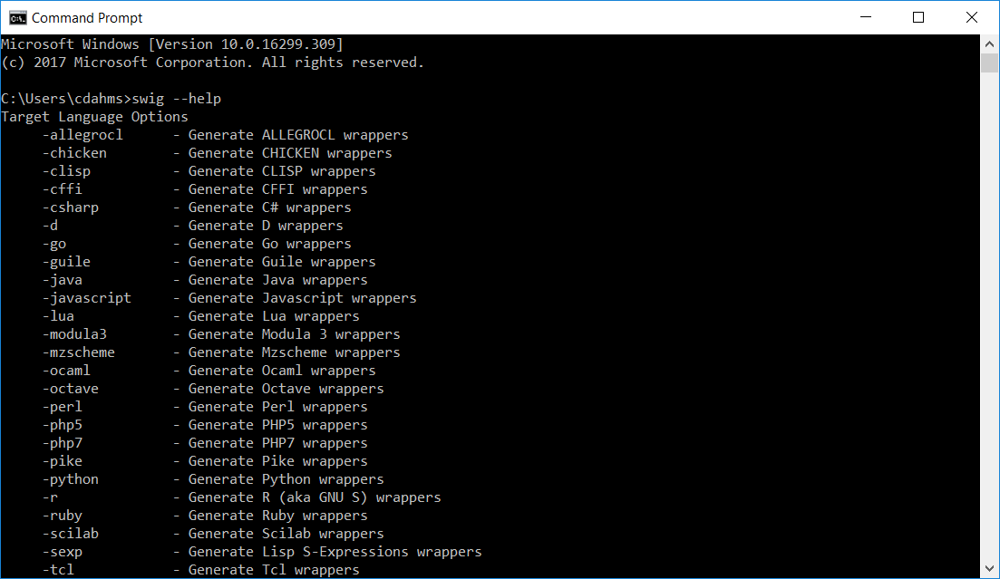 Command Prompt
Microsoft Windows [Version 10.0.16299.309]
(c) 2017 Microsoft Corporation. All rights reserved.
C:\Users\cdahms>swig --help
Target Language Options
     -allegrocl      - Generate ALLEGROCL wrappers
     -chicken        - Generate CHICKEN wrappers
     -clisp          - Generate CLISP wrappers
     -cffi           - Generate CFFI wrappers
     -csharp         - Generate C# wrappers
     -d              - Generate D wrappers
     -go             - Generate Go wrappers
     -guile          - Generate Guile wrappers
     -java           - Generate Java wrappers
     -javascript     - Generate Javascript wrappers
     -lua            - Generate Lua wrappers
     -modula3        - Generate Modula 3 wrappers
     -mzscheme       - Generate Mzscheme wrappers
     -ocaml          - Generate Ocaml wrappers
     -octave         - Generate Octave wrappers
     -perl           - Generate Perl wrappers
     -php5           - Generate PHP5 wrappers
     -php7           - Generate PHP7 wrappers
     -pike           - Generate Pike wrappers
     -python         - Generate Python wrappers
     -r              - Generate R (aka GNU S) wrappers
     -ruby           - Generate Ruby wrappers
     -scilab         - Generate Scilab wrappers
     -sexp           - Generate Lisp S-Expressions wrappers
     -tcl            - Generate Tcl wrappers